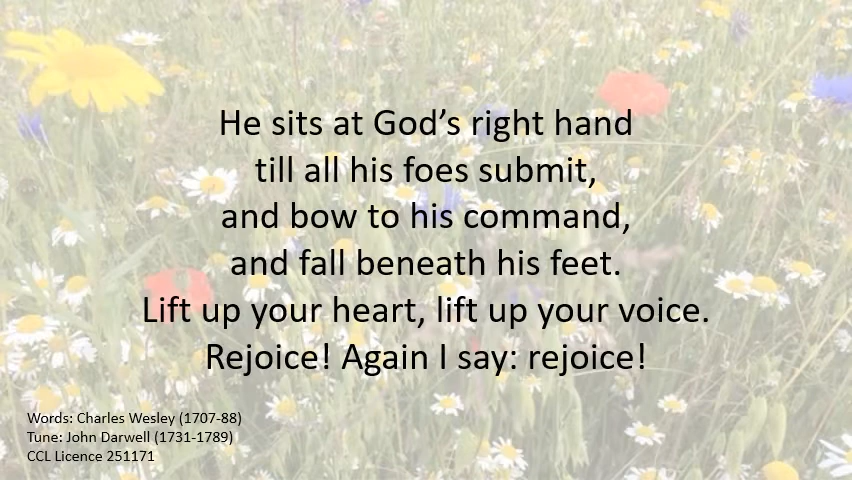 He sits at God’s right hand
till all his foes submit,
and bow to his command,
and fall beneath his feet.
Lift up your heart, lift up your voice.
Rejoice! Again I say: rejoice!
Words: Charles Wesley (1707-88)
Tune: John Darwell (1731-1789)
CCL Licence 251171